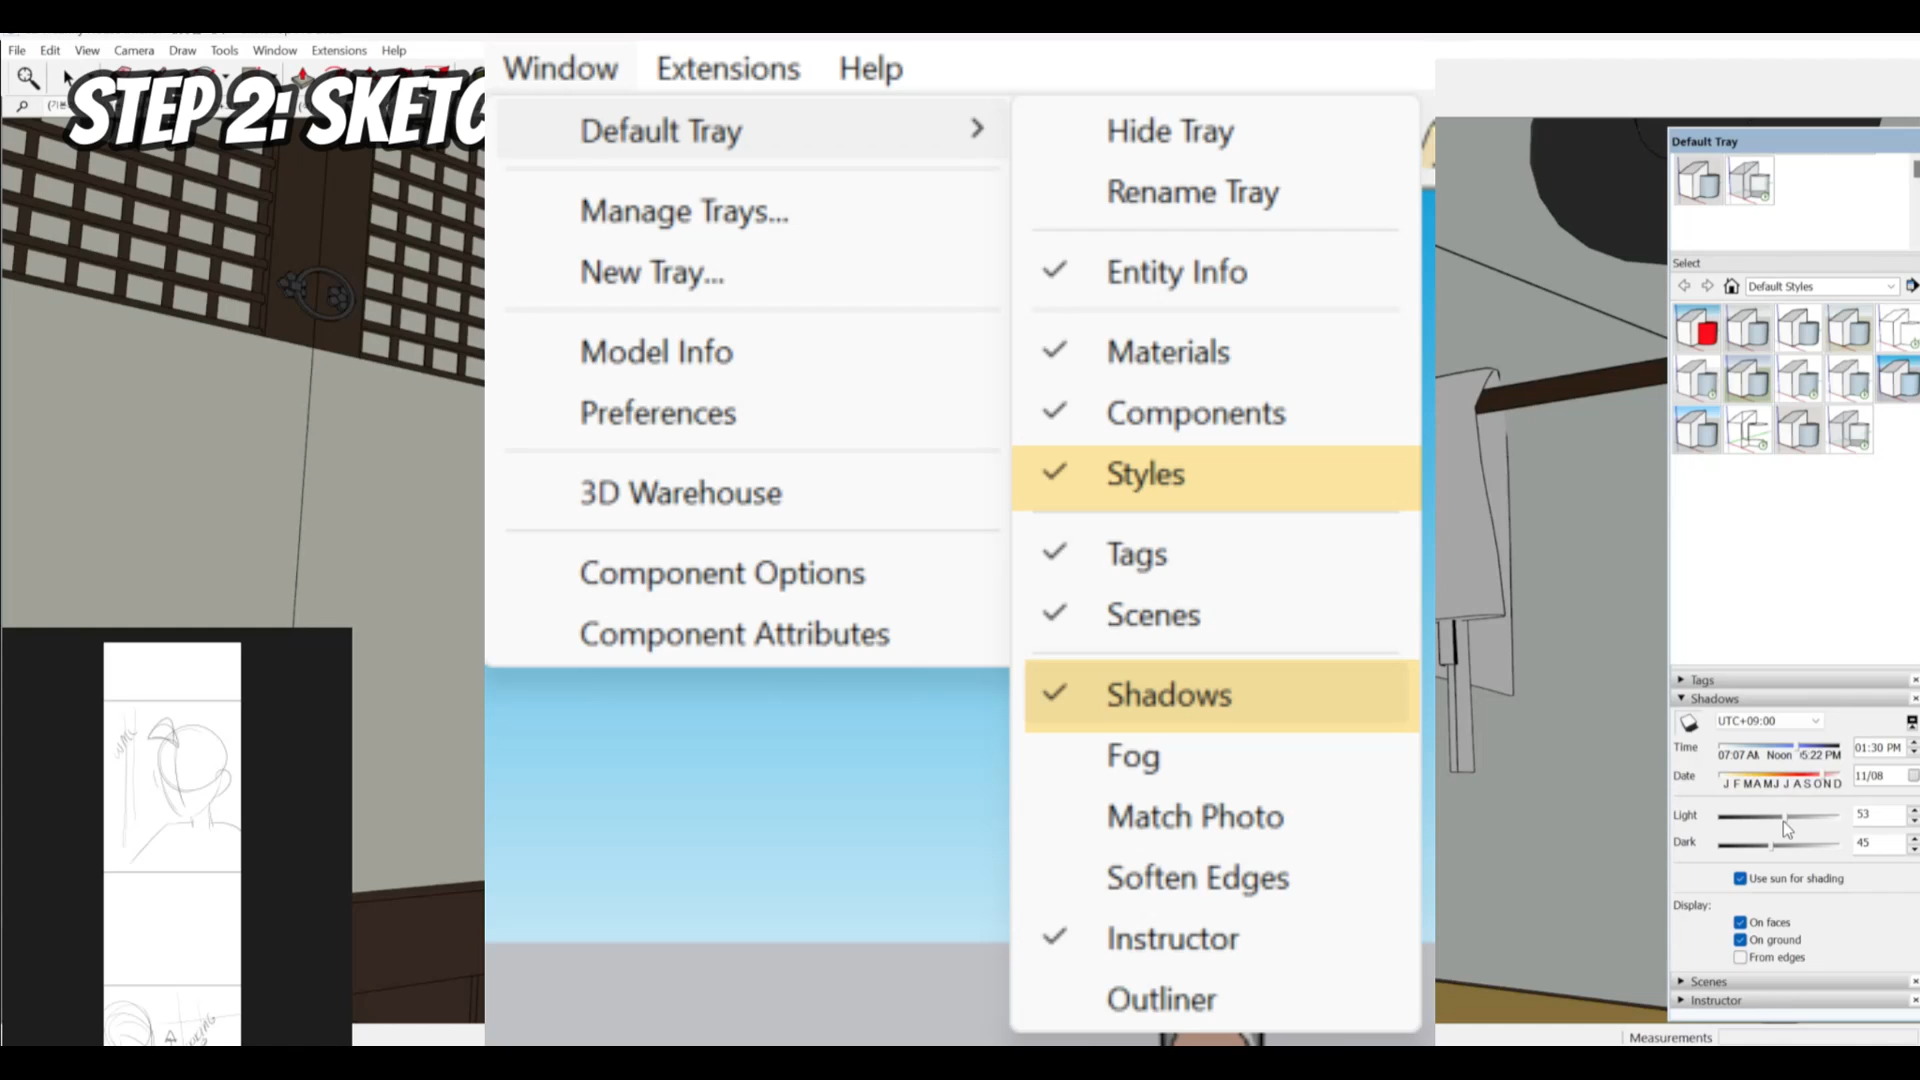 File Edit View Camera Draw Tools Window Extensions Help
STEP 2: SKETC
Window Extensions Help
Default Tray
Manage Trays...
New Tray...
Model Info
Preferences
3D Warehouse
Component Options
Component Attributes
Hide Tray
Rename Tray
Entity Info
Materials
Components
Styles
Tags
Scenes
Shadows
Fog
Match Photo
Soften Edges
Instructor
Outliner
Default Tray
Select
Default Styles
Tags
Shadows
UTC+09:00
Time
07:07 AM Noon 05:22 PM
01:30 PM
Date
J F M A M J J A S O N D
11/08
Light 53
Dark 45
Use sun for shading
Display:
On faces
On ground
From edges
Scenes
Instructor
Measurements